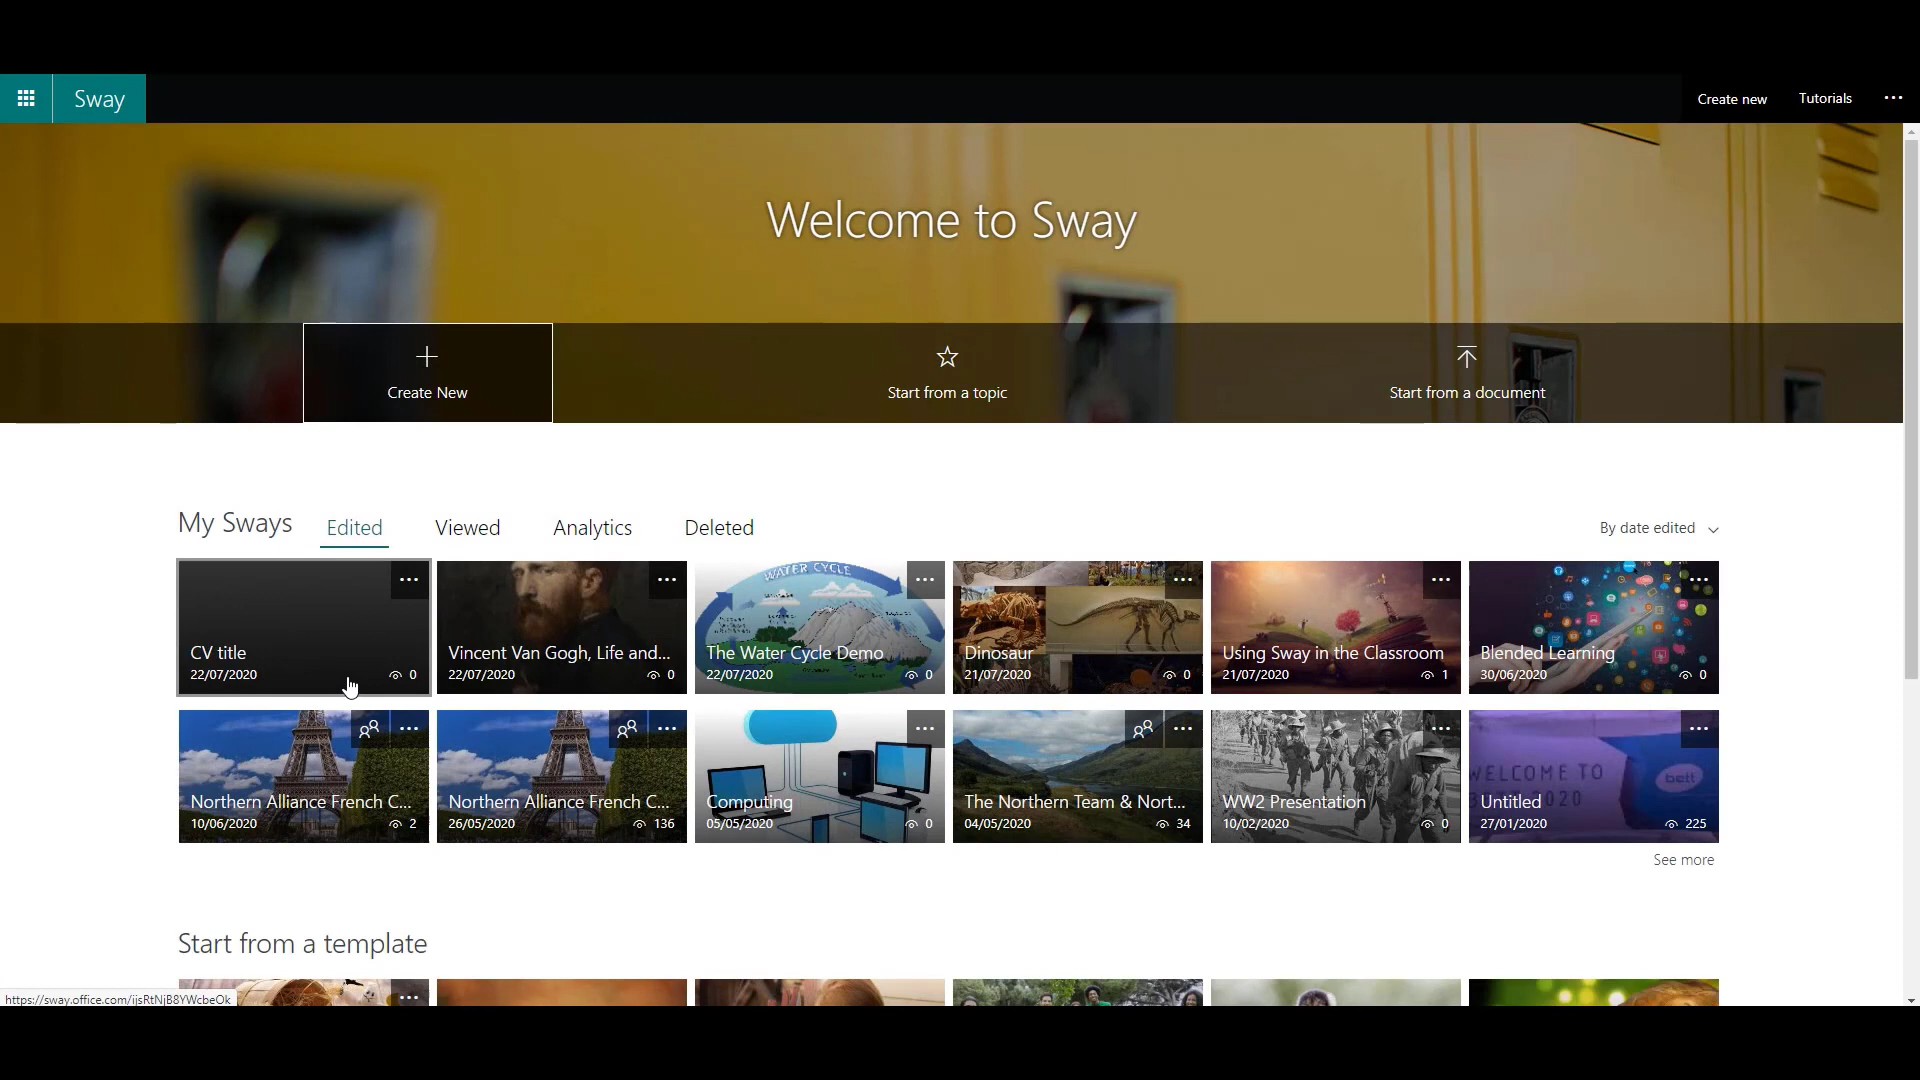 Sway
Create new
Tutorials
Welcome to Sway
Create New
Start from a topic
Start from a document
My Sways
Edited
Viewed
Analytics
Deleted
By date edited
CV title
22/07/2020
0
Vincent Van Gogh, Life and...
22/07/2020
0
WATER CYCLE
The Water Cycle Demo
22/07/2020
0
Dinosaur
21/07/2020
0
Using Sway in the Classroom
21/07/2020
1
Blended Learning
30/06/2020
0
Northern Alliance French C...
10/06/2020
2
Northern Alliance French C...
26/05/2020
136
Computing
05/05/2020
0
The Northern Team & Nort...
04/05/2020
34
WW2 Presentation
10/02/2020
0
WELCOME TO
2020
bett
Untitled
27/01/2020
225
See more
Start from a template
https://sway.office.com/ijsRtNjB8YWcbeOk